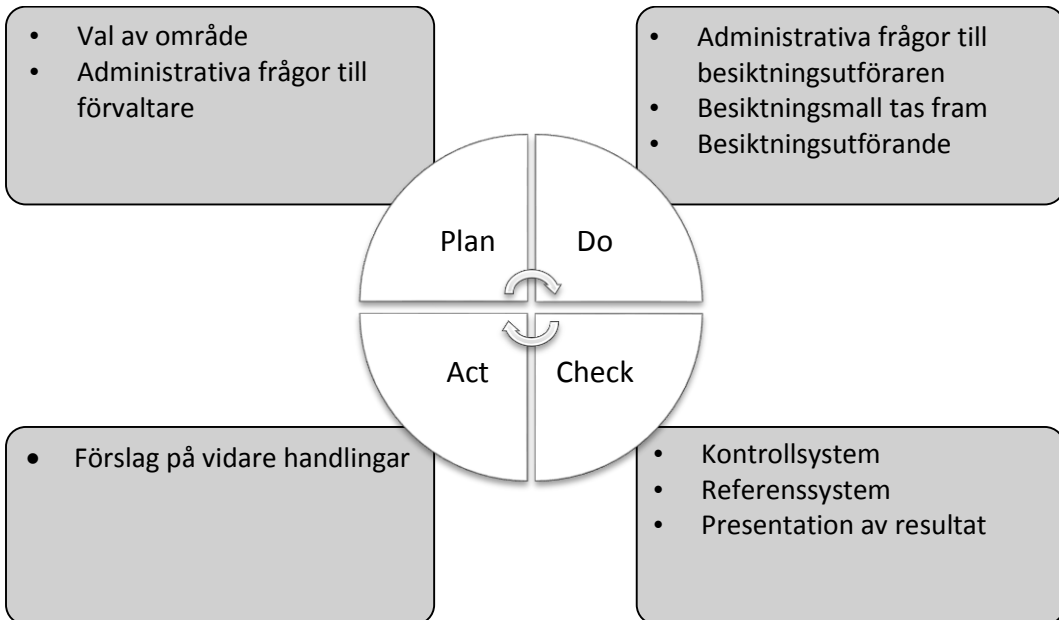 • Val av område
• Administrativa frågor till
förvaltare
• Administrativa frågor till
besiktningsutföraren
• Besiktningsmall tas fram
• Besiktningsutförande
Plan
Do
Act
Check
• Förslag på vidare handlingar
• Kontrollsystem
• Referenssystem
• Presentation av resultat